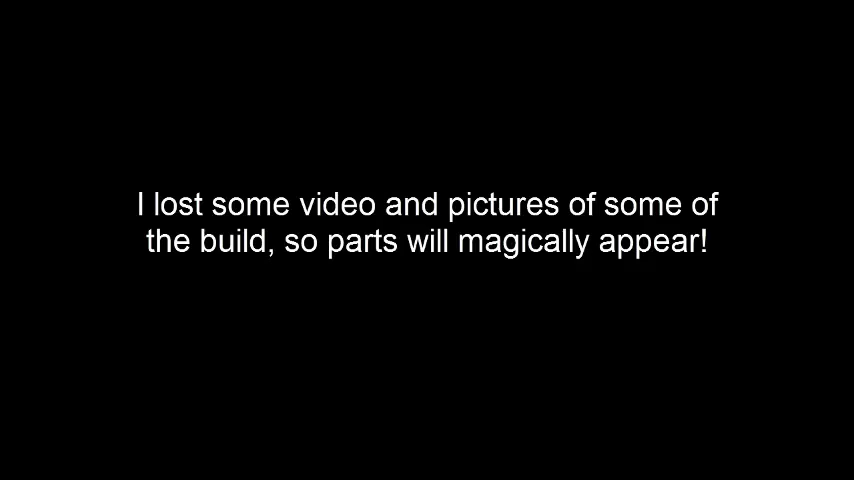 I lost some video and pictures of some of
the build, so parts will magically appear!